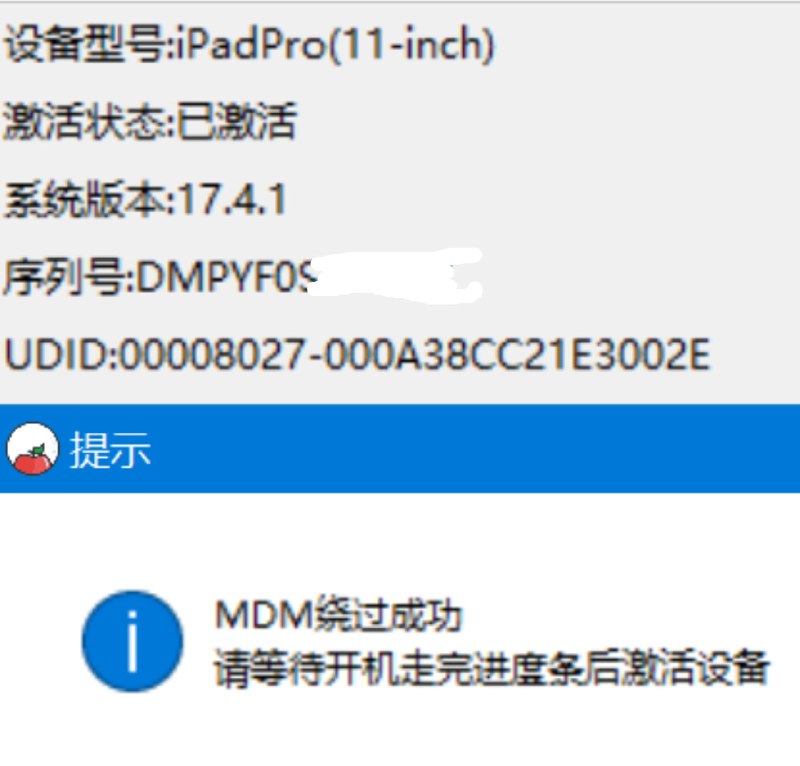 设备型号:iPadPro(11-inch)
激活状态:已激活
系统版本:17.4.1
序列号:DMPYF0S
UDID:00008027-000A38CC21E3002E
提示
MDM绕过成功
请等待开机走完进度条后激活设备